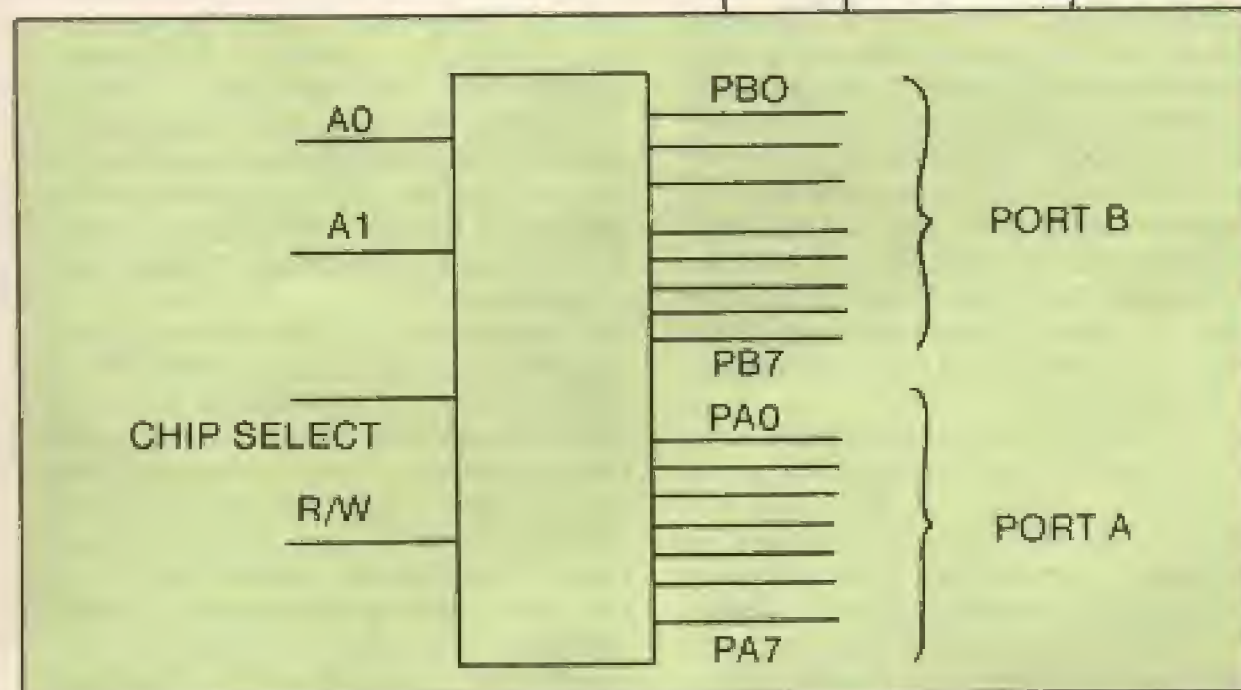 A0
A1
CHIP SELECT
R/W
PBO
PB7
PORT B
PA0
PA7
PORT A